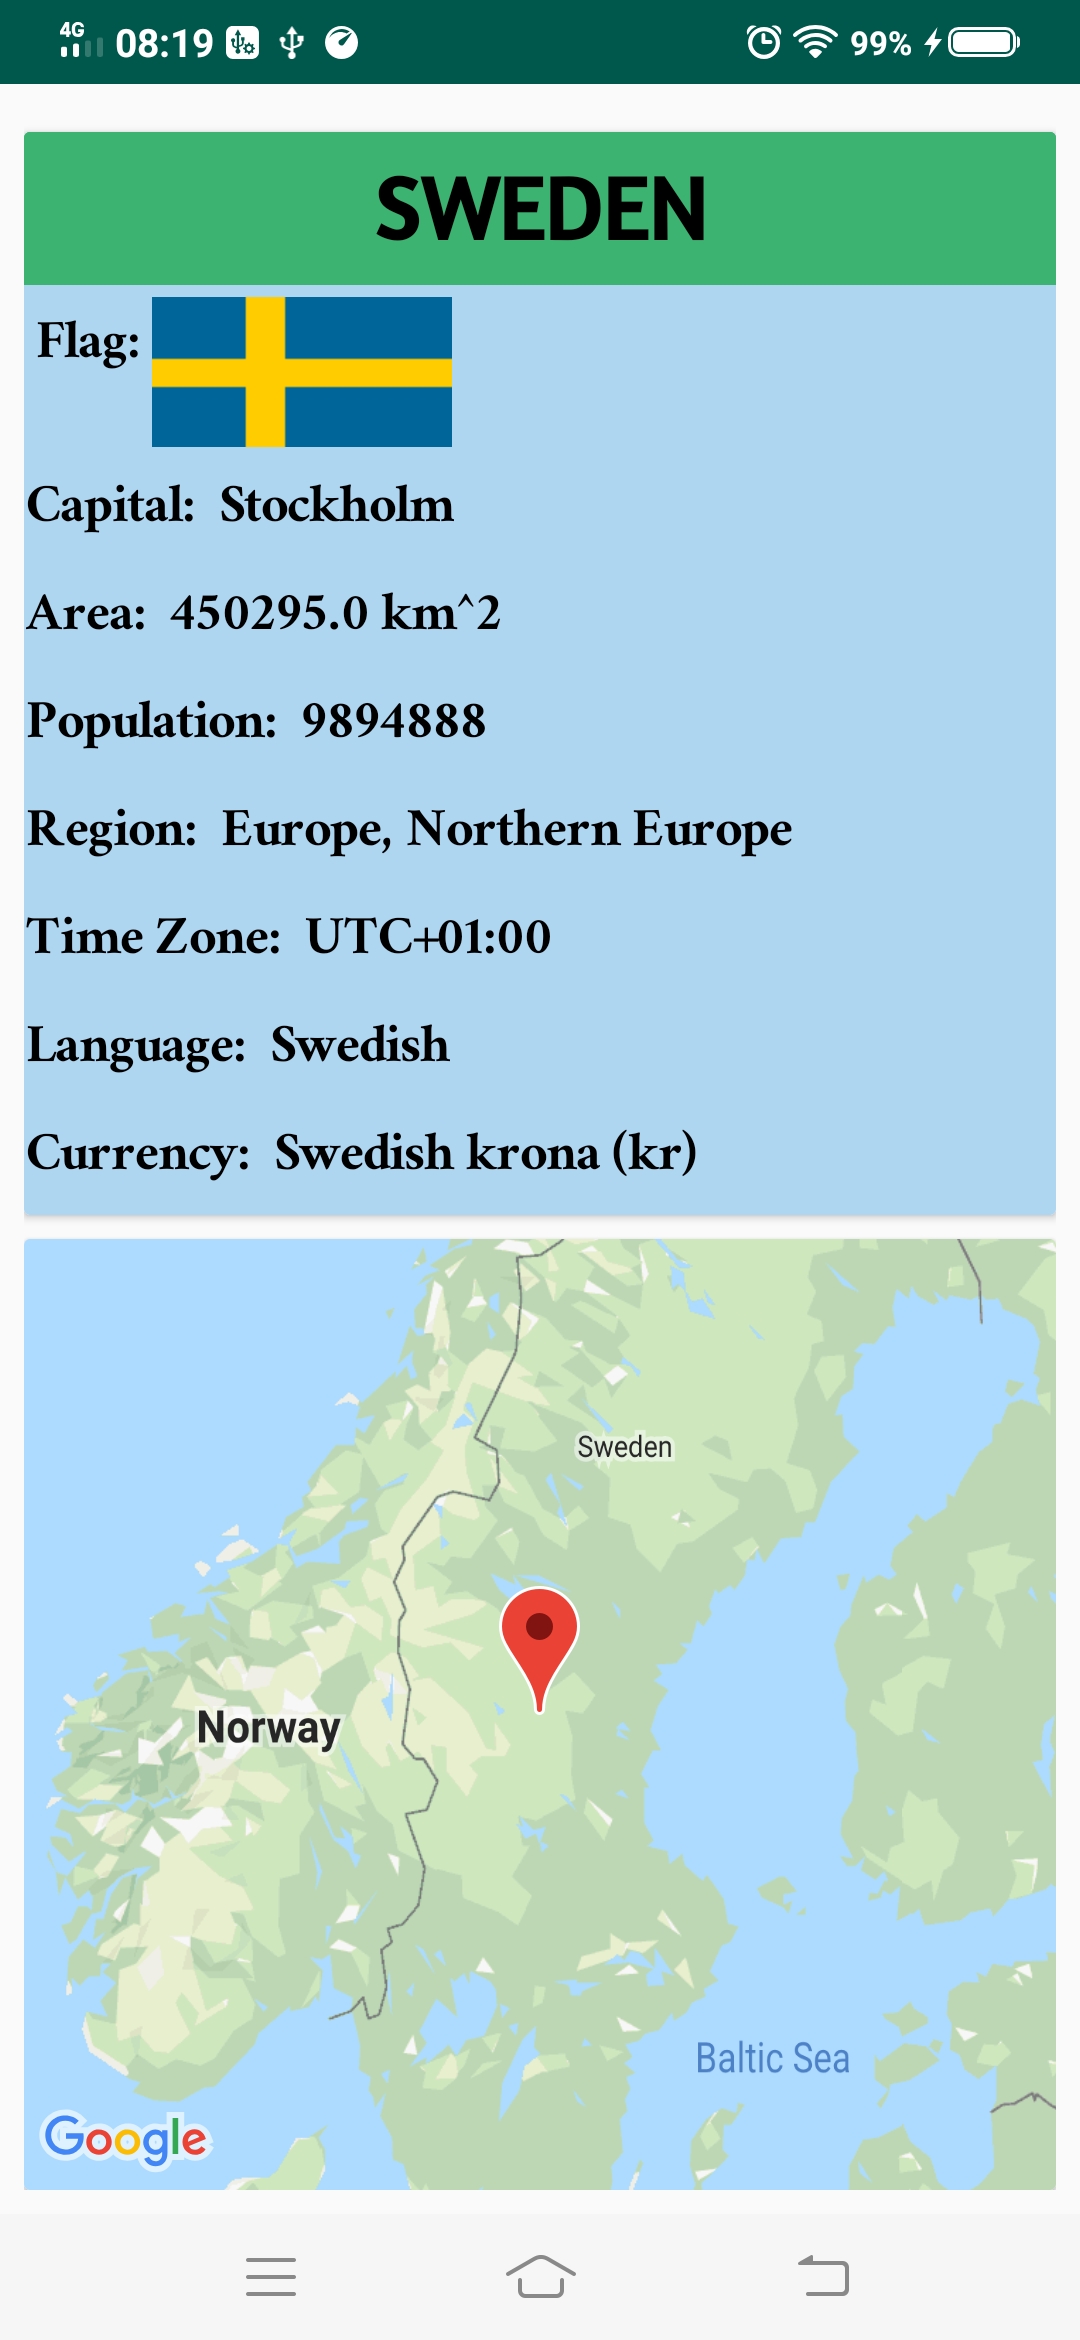 4G 08:19 99%
SWEDEN
Flag:
Capital: Stockholm
Area: 450295.0 km^2
Population: 9894888
Region: Europe, Northern Europe
Time Zone: UTC+01:00
Language: Swedish
Currency: Swedish krona (kr)
Sweden
Norway
Baltic Sea
Google